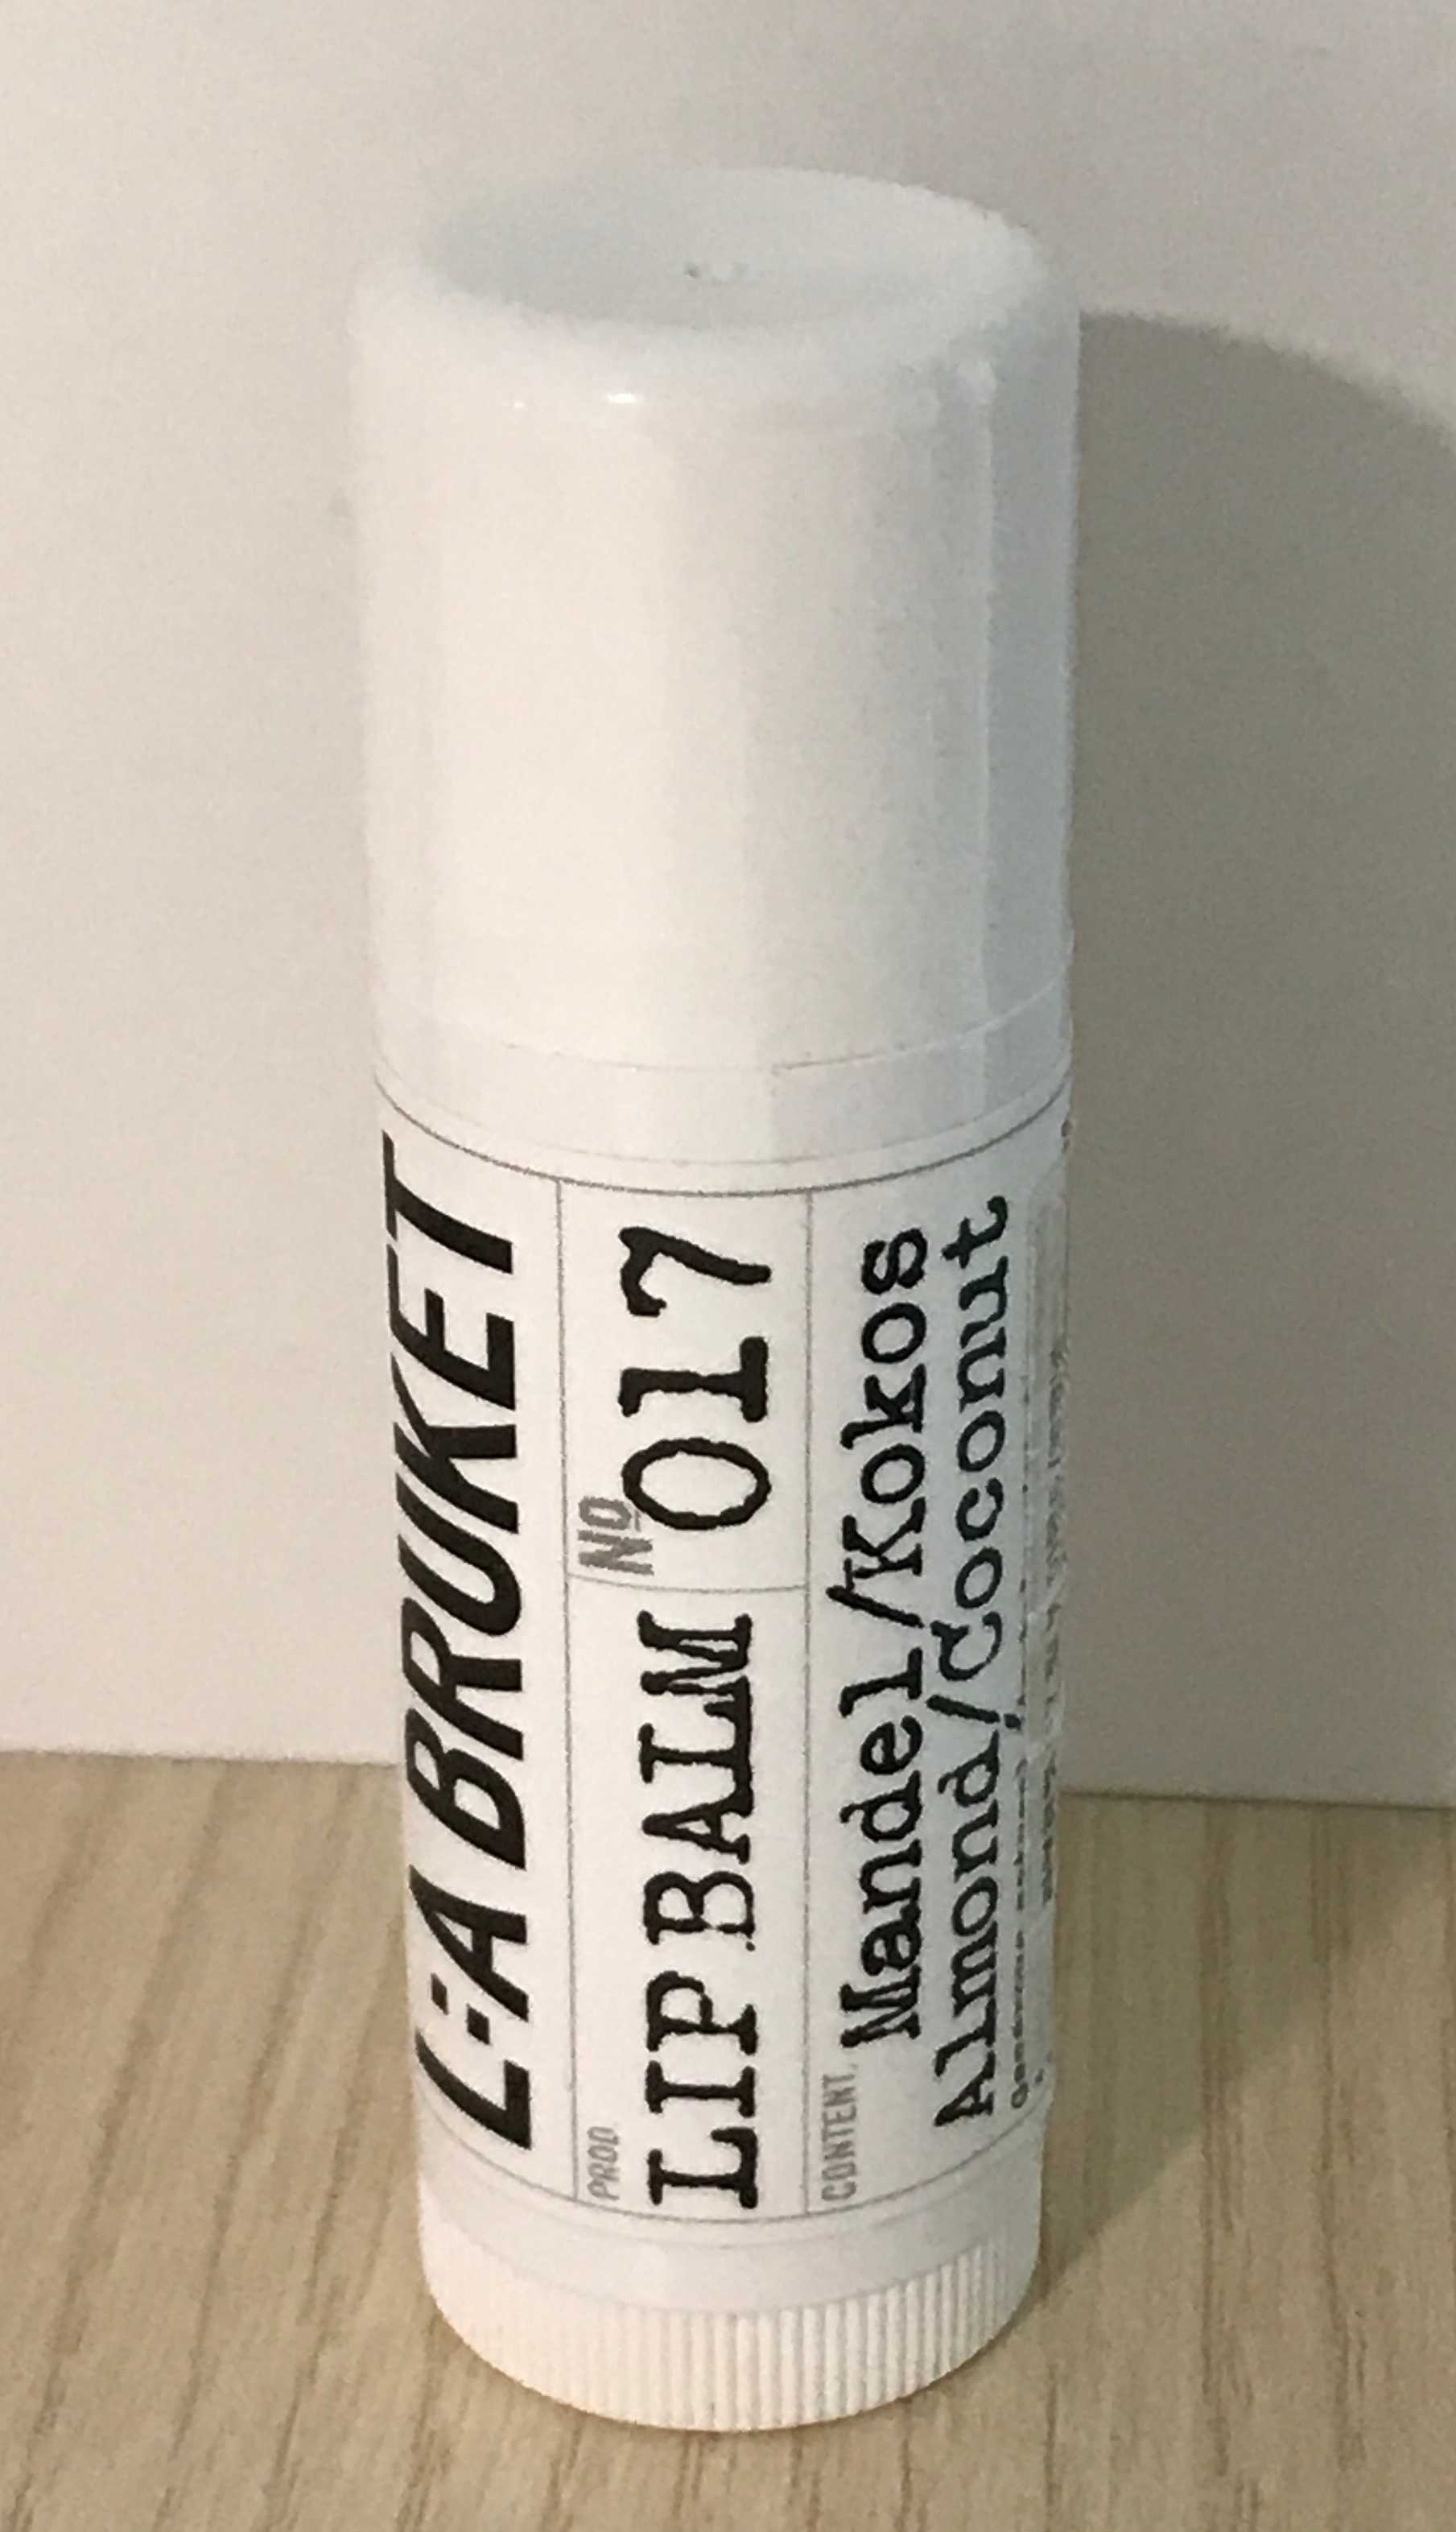 L:A BRUKET
PROD.
LIP BALM
Nº
017
CONTENT.
Mandel/Kokos
Almond/Coconut